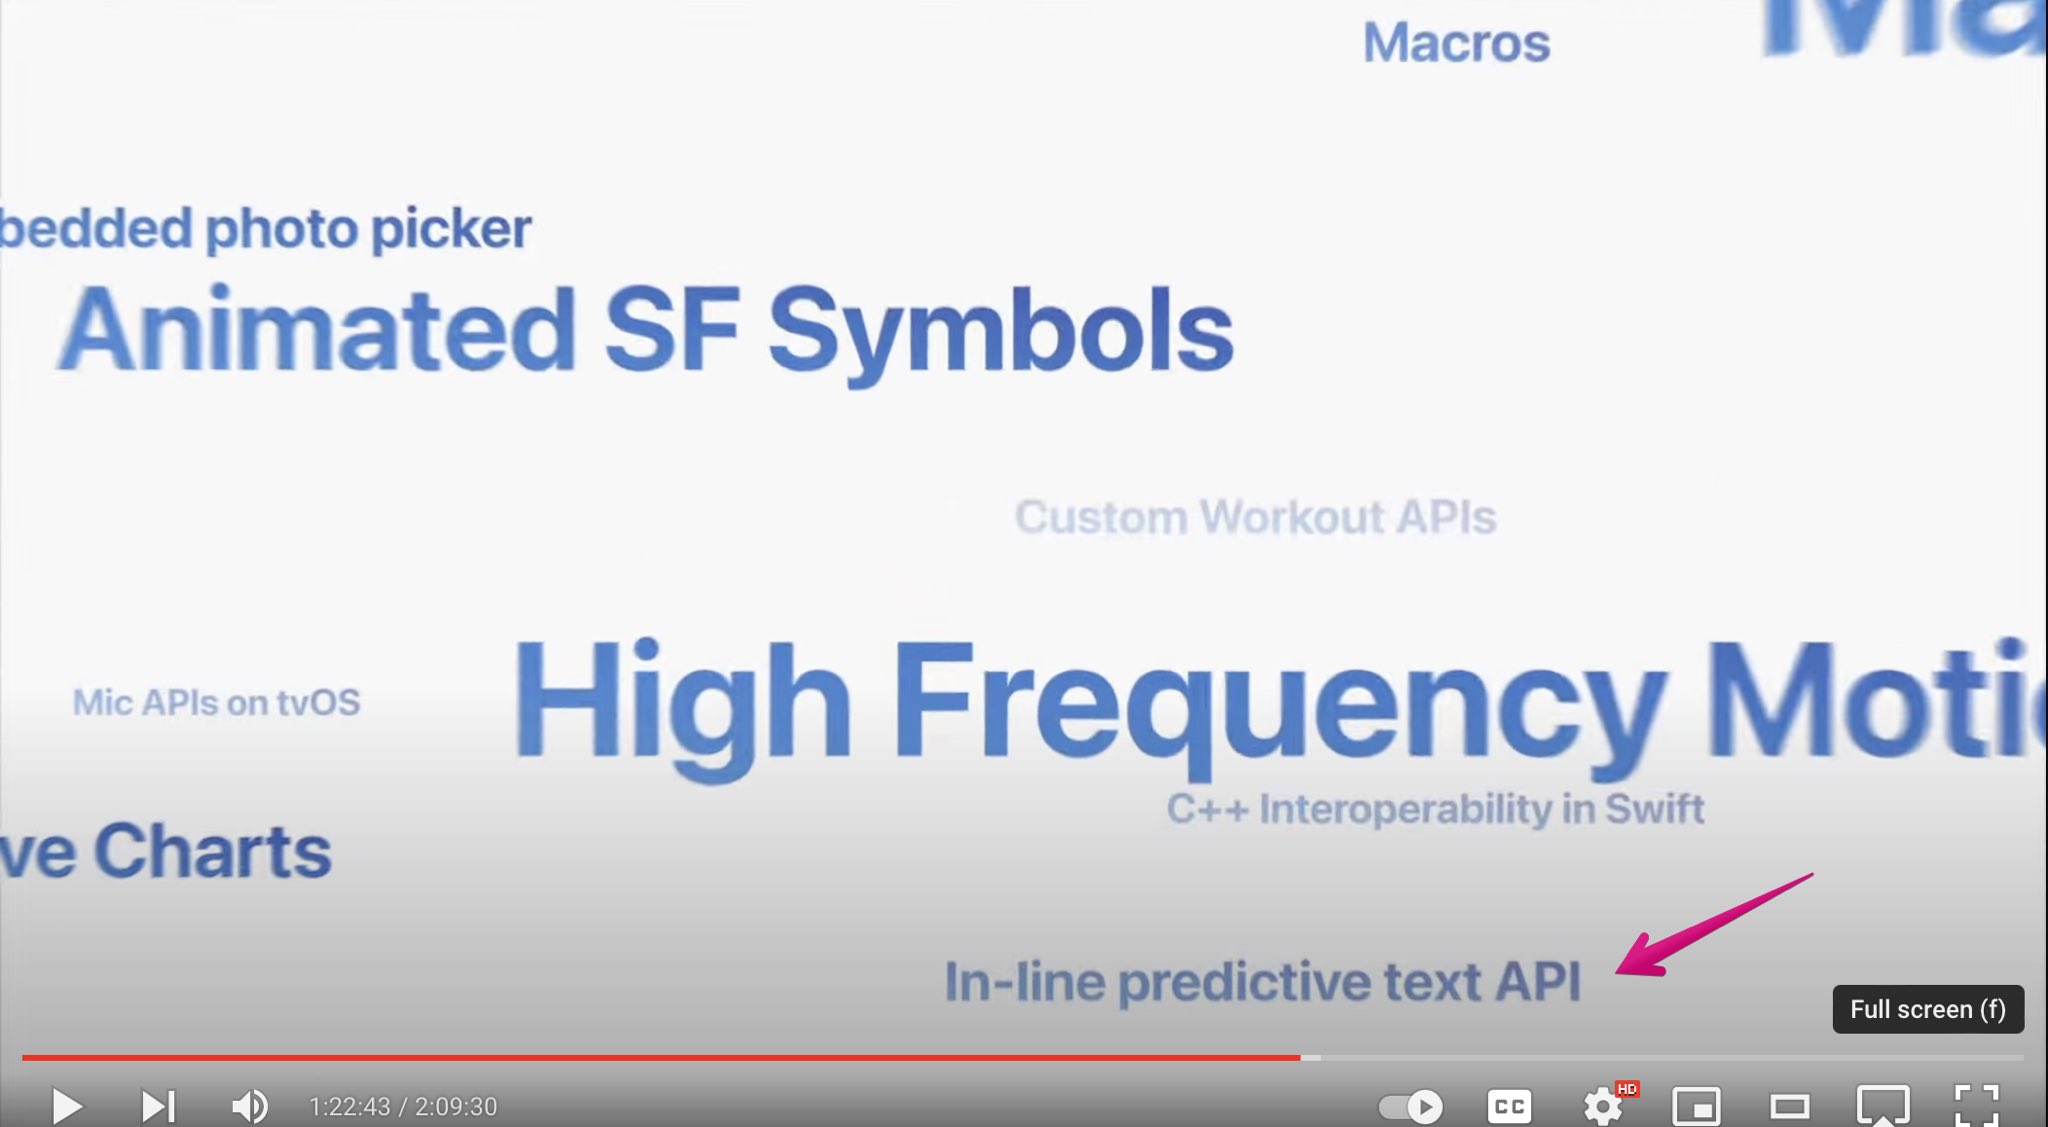 Macros
Ma
bedded photo picker
Animated SF Symbols
Custom Workout APIs
High Frequency Moti
Mic APIs on tvOS
C++ Interoperability in Swift
ve Charts
In-line predictive text API
Full screen (f)
1:22:43 / 2:09:30
CC
HD